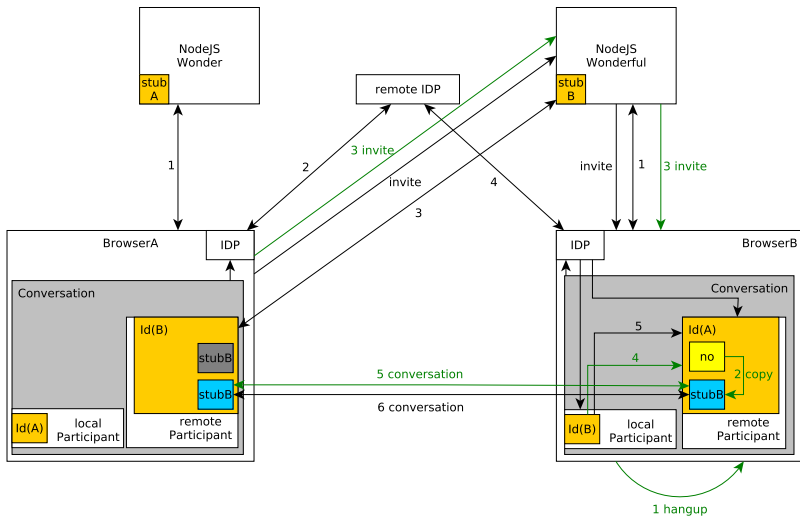 NodeJS
Wonder
stub
A
remote IDP
NodeJS
Wonderful
stub
B
1
2
3 invite
invite
3
4
invite
1
3 invite
BrowserA
IDP
IDP
BrowserB
Conversation
Id(B)
stubB
stubB
Id(A)
local
Participant
remote
Participant
5 conversation
6 conversation
Conversation
5
Id(A)
no
4
2 copy
stubB
Id(B)
local
Participant
remote
Participant
1 hangup